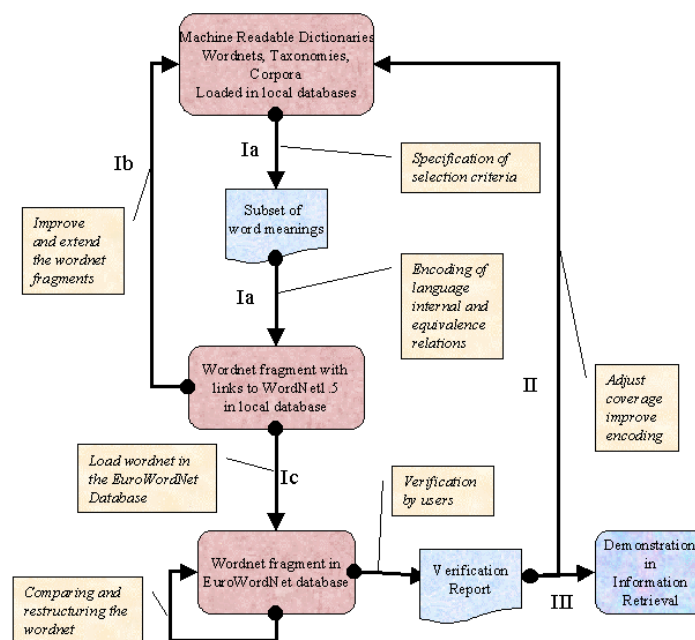 Machine Readable Dictionaries
Wordnets, Taxonomies,
Corpora
Loaded in local databases
Ia
Specification of
selection criteria
Ib
Improve
and extend
the wordnet
fragments
Subset of
word meanings
Ia
Encoding of
language
internal and
equivalence
relations
Wordnet fragment with
links to WordNet1.5
in local database
II
Adjust
coverage
improve
encoding
Load wordnet in
the EuroWordNet
Database
Ic
Verification
by users
Wordnet fragment in
EuroWordNet database
Verification
Report
III
Demonstration
in
Information
Retrieval
Comparing and
restructuring the
wordnet